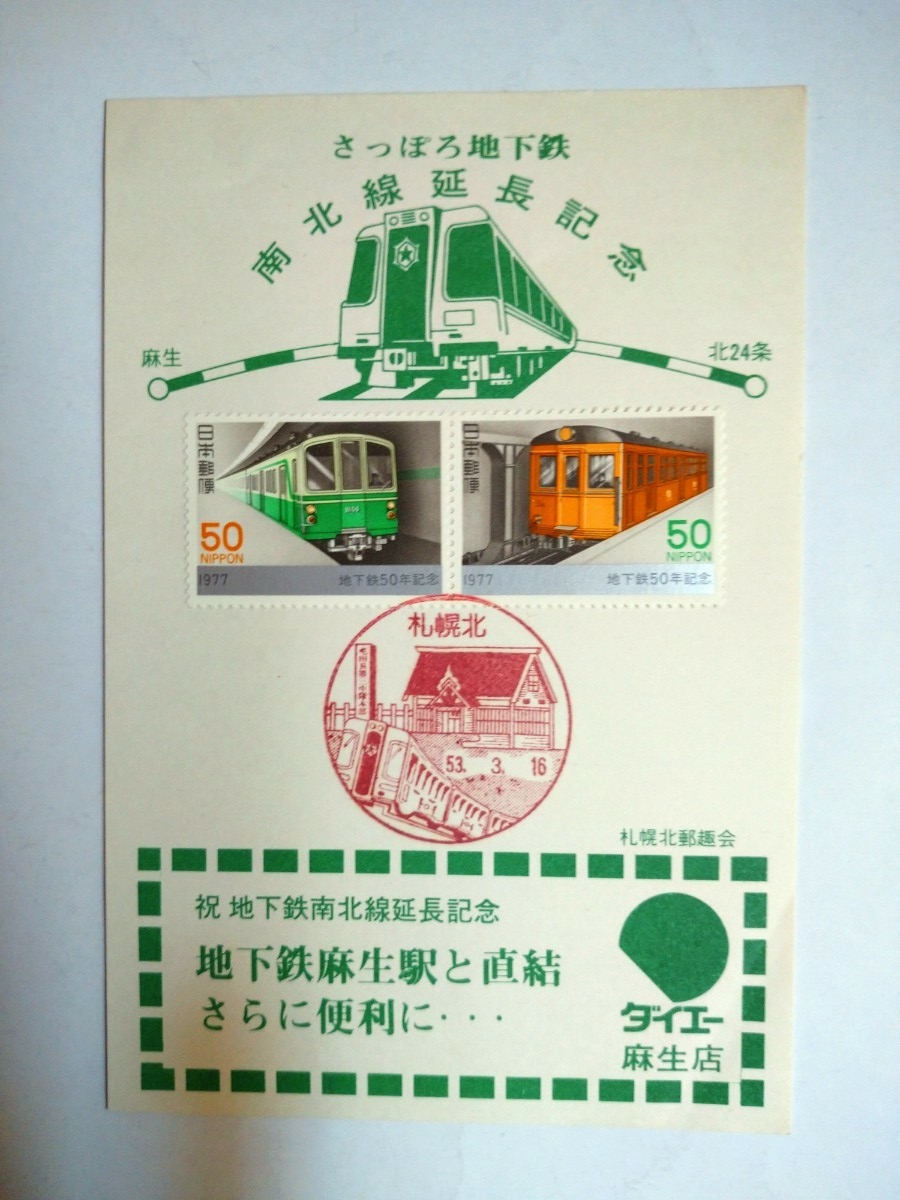 さっぽろ地下鉄
南北線延長記念
麻生
北24条
日本郵便
50
NIPPON
1977 地下鉄50年記念
日本郵便
50
NIPPON
1977 地下鉄50年記念
札幌北
53. 3. 16
札幌北郵趣会
祝 地下鉄南北線延長記念
地下鉄麻生駅と直結
さらに便利に・・・
ダイエー
麻生店